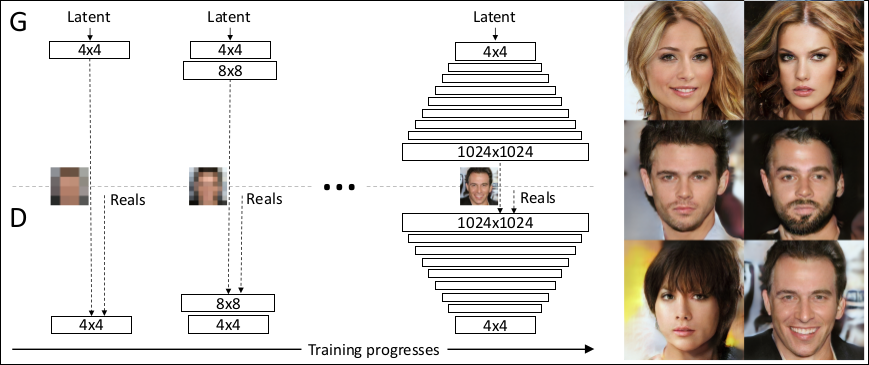 G
Latent
Latent
Latent
4x4
4x4
4x4
8x8
1024x1024
Reals
Reals
Reals
D
1024x1024
8x8
4x4
4x4
4x4
Training progresses